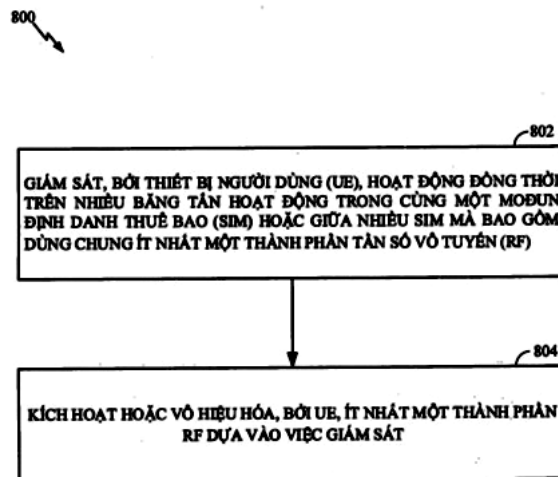 800
802
GIÁM SÁT, BỞI THIẾT BỊ NGƯỜI DÙNG (UE), HOẠT ĐỘNG ĐỒNG THỜI
TRÊN NHIỀU BĂNG TẦN HOẠT ĐỘNG TRONG CÙNG MỘT MOĐUN
ĐỊNH DANH THUÊ BAO (SIM) HOẶC GIỮA NHIỀU SIM MÀ BAO GỒM
DÙNG CHUNG ÍT NHẤT MỘT THÀNH PHẦN TẦN SỐ VÔ TUYẾN (RF)
804
KÍCH HOẠT HOẶC VÔ HIỆU HÓA, BỞI UE, ÍT NHẤT MỘT THÀNH PHẦN
RF DỰA VÀO VIỆC GIÁM SÁT